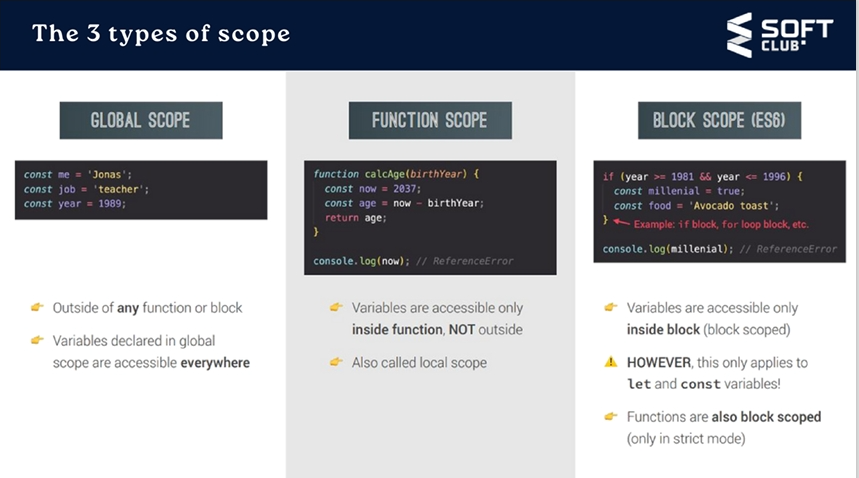 The 3 types of scope
SOFT
CLUB
GLOBAL SCOPE
const me = 'Jonas';
const job = 'teacher';
const year = 1989;
Outside of any function or block
Variables declared in global
scope are accessible everywhere
FUNCTION SCOPE
function calcAge(birthYear) {
const now = 2037;
const age = now - birthYear;
return age;
}
console.log(now); // ReferenceError
Variables are accessible only
inside function, NOT outside
Also called local scope
BLOCK SCOPE (ES6)
if (year >= 1981 && year <= 1996) {
const millenial = true;
const food = 'Avocado toast';
} Example: if block, for loop block, etc.
console.log(millenial); // ReferenceError
Variables are accessible only
inside block (block scoped)
HOWEVER, this only applies to
let and const variables!
Functions are also block scoped
(only in strict mode)